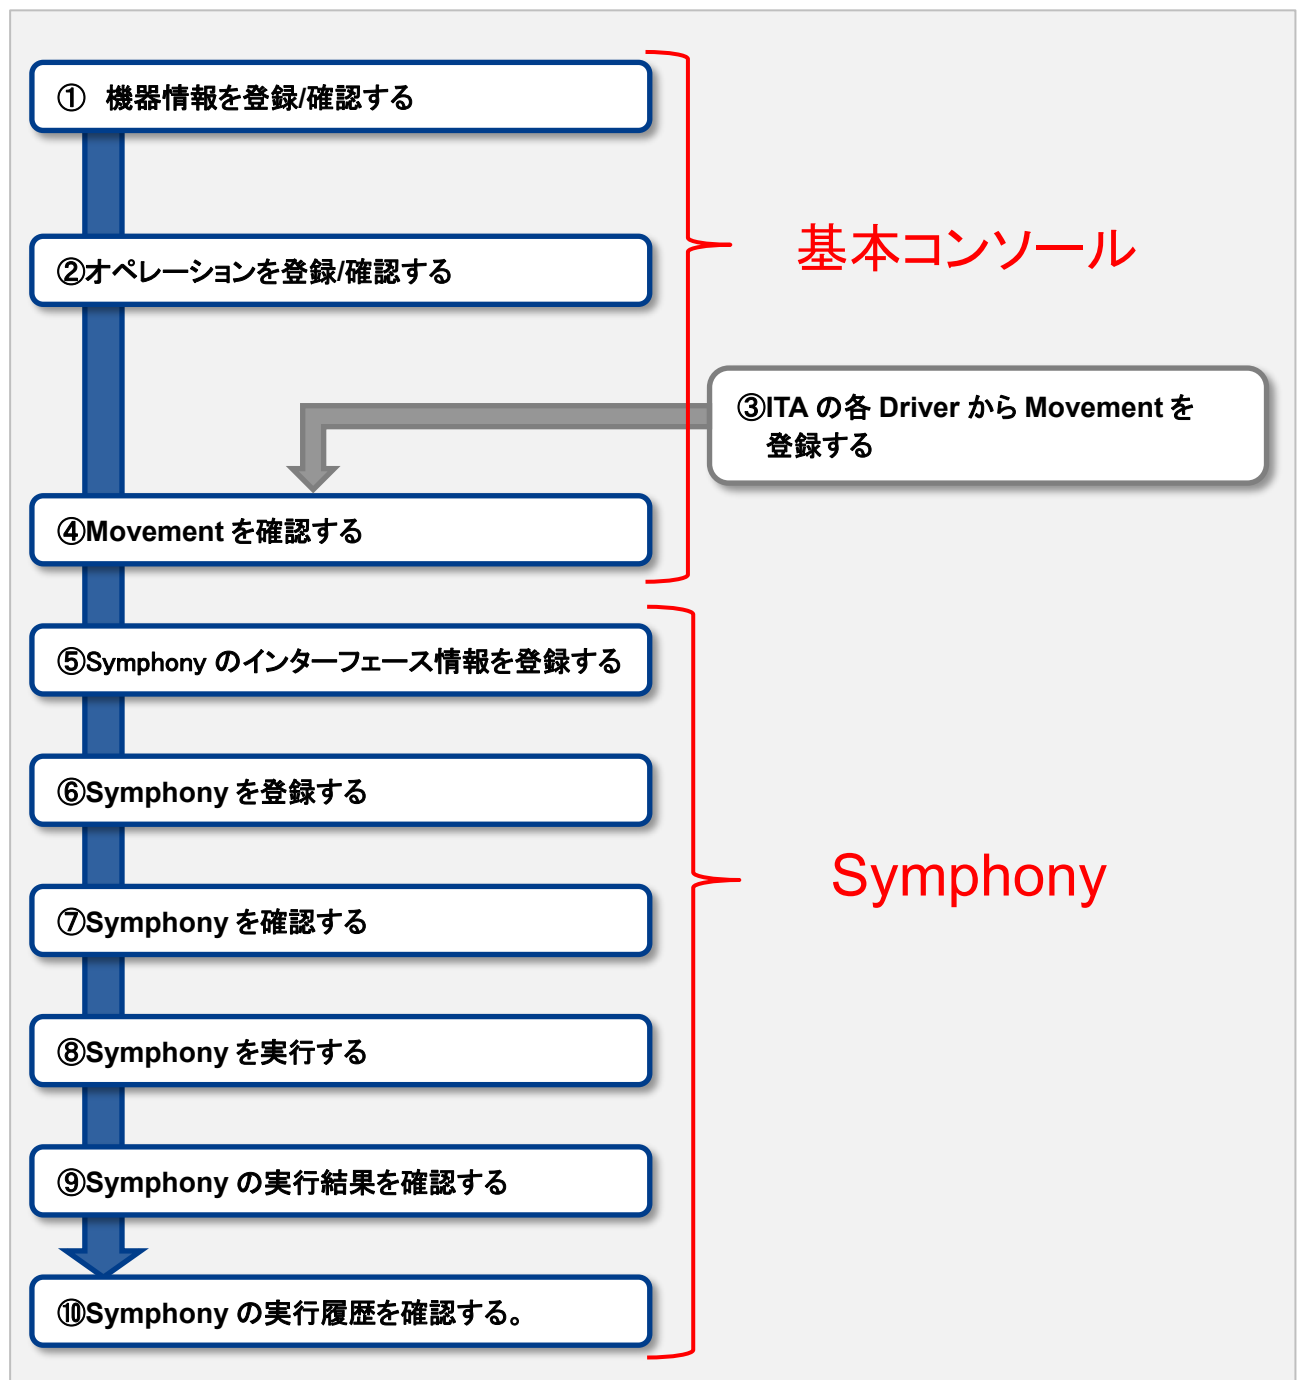 ① 機器情報を登録/確認する
②オペレーションを登録/確認する
基本コンソール
③ITA の各 Driver から Movement を
登録する
④Movement を確認する
⑤Symphony のインターフェース情報を登録する
⑥Symphony を登録する
Symphony
⑦Symphony を確認する
⑧Symphony を実行する
⑨Symphony の実行結果を確認する
⑩Symphony の実行履歴を確認する。